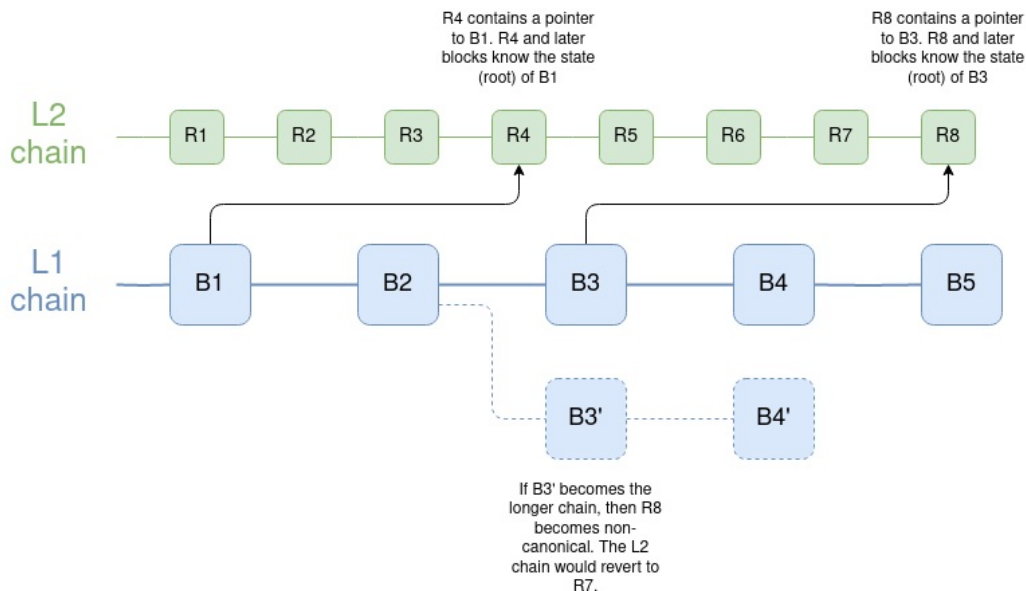 R4 contains a pointer
to B1. R4 and later
blocks know the state
(root) of B1
R8 contains a pointer
to B3. R8 and later
blocks know the state
(root) of B3
L2
chain
R1
R2
R3
R4
R5
R6
R7
R8
L1
chain
B1
B2
B3
B4
B5
B3'
B4'
If B3' becomes the
longer chain, then R8
becomes non-
canonical. The L2
chain would revert to
R7.